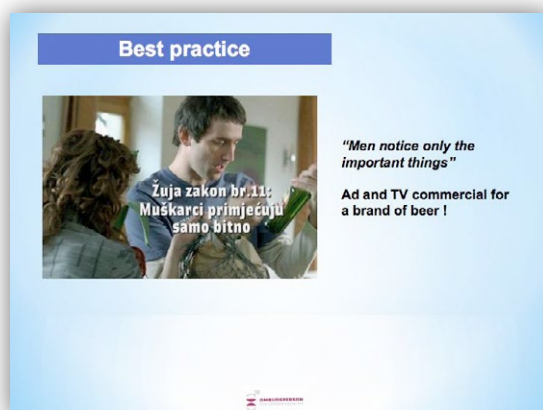 Best practice
Žuja zakon br.11:
Muškarci primjećuju
samo bitno
“Men notice only the
important things”
Ad and TV commercial for
a brand of beer !
OMBUDSPERSON